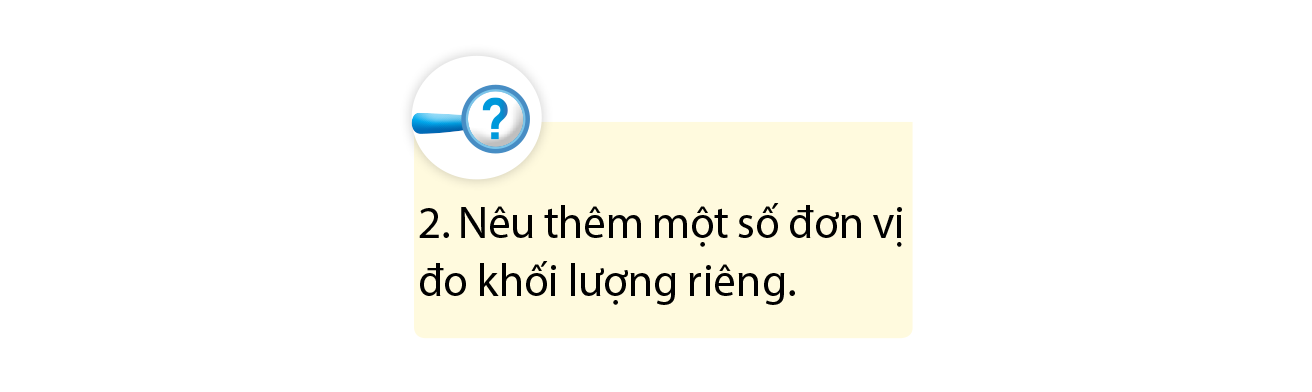 ?
2. Nêu thêm một số đơn vị
đo khối lượng riêng.